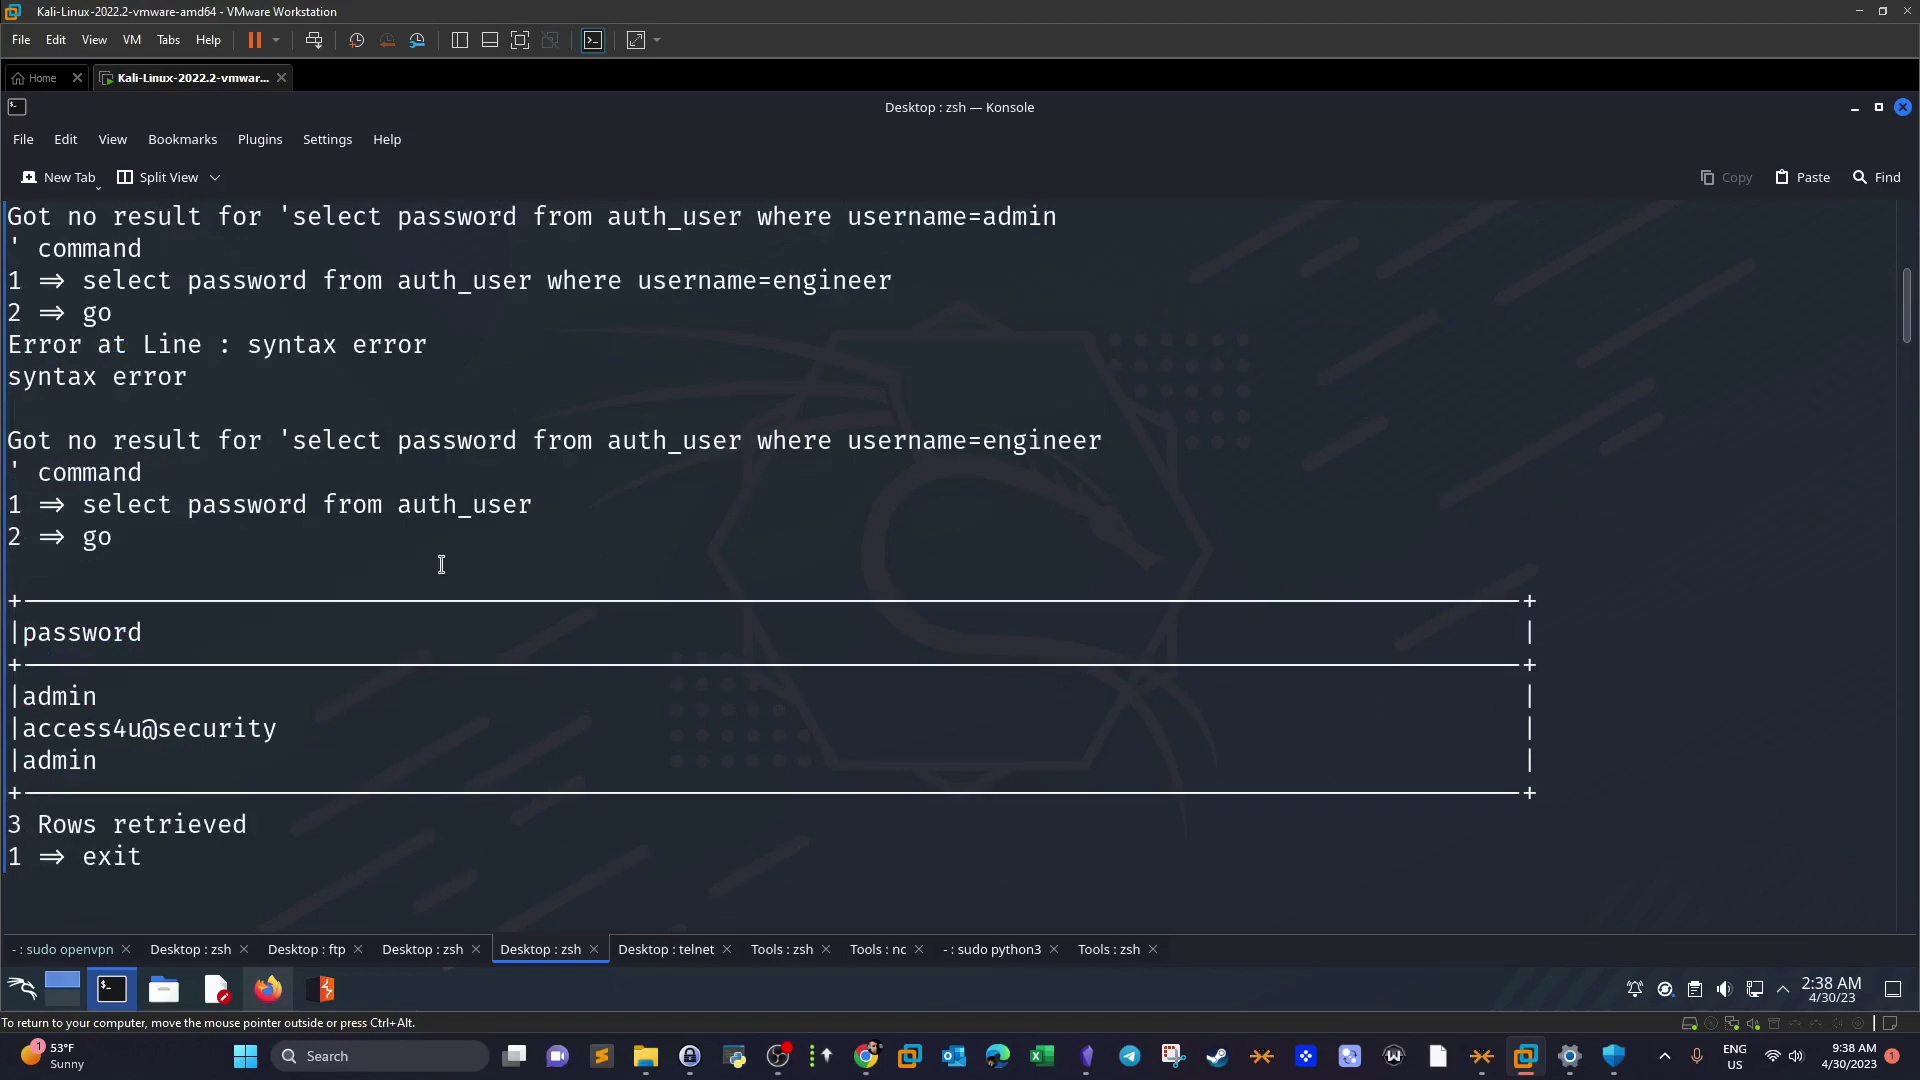 Kali-Linux-2022.2-vmware-amd64 - VMware Workstation
File Edit View VM Tabs Help
Home Kali-Linux-2022.2-vmwar...
Desktop : zsh — Konsole
File Edit View Bookmarks Plugins Settings Help
New Tab Split View Copy Paste Find
Got no result for 'select password from auth_user where username=admin
' command
1 ⇒ select password from auth_user where username=engineer
2 ⇒ go
Error at Line : syntax error
syntax error
Got no result for 'select password from auth_user where username=engineer
' command
1 ⇒ select password from auth_user
2 ⇒ go
|password |
|admin |
|access4u@security |
|admin |
3 Rows retrieved
1 ⇒ exit
- : sudo openvpn Desktop : zsh Desktop : ftp Desktop : zsh Desktop : zsh Desktop : telnet Tools : zsh Tools : nc - : sudo python3 Tools : zsh
2:38 AM
4/30/23
To return to your computer, move the mouse pointer outside or press Ctrl+Alt.
1
53°F
Sunny
Search
ENG
US
9:38 AM
4/30/2023
1